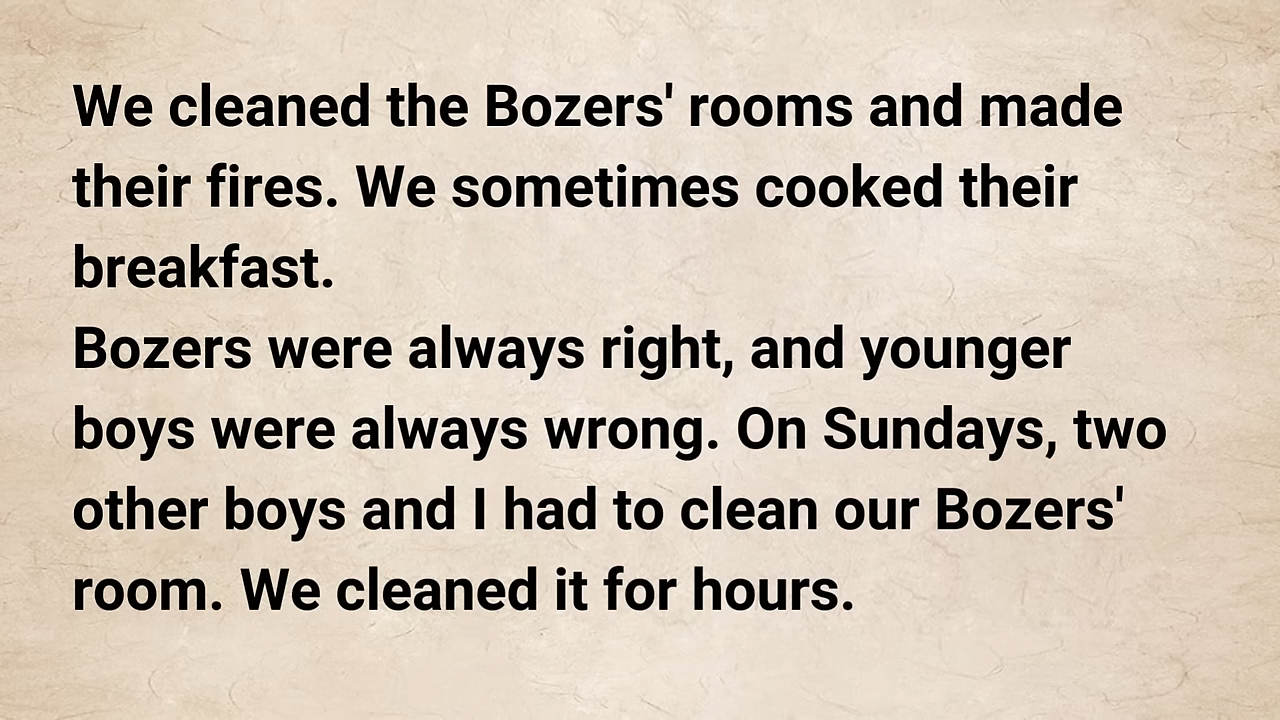 We cleaned the Bozers' rooms and made
their fires. We sometimes cooked their
breakfast.
Bozers were always right, and younger
boys were always wrong. On Sundays, two
other boys and I had to clean our Bozers'
room. We cleaned it for hours.